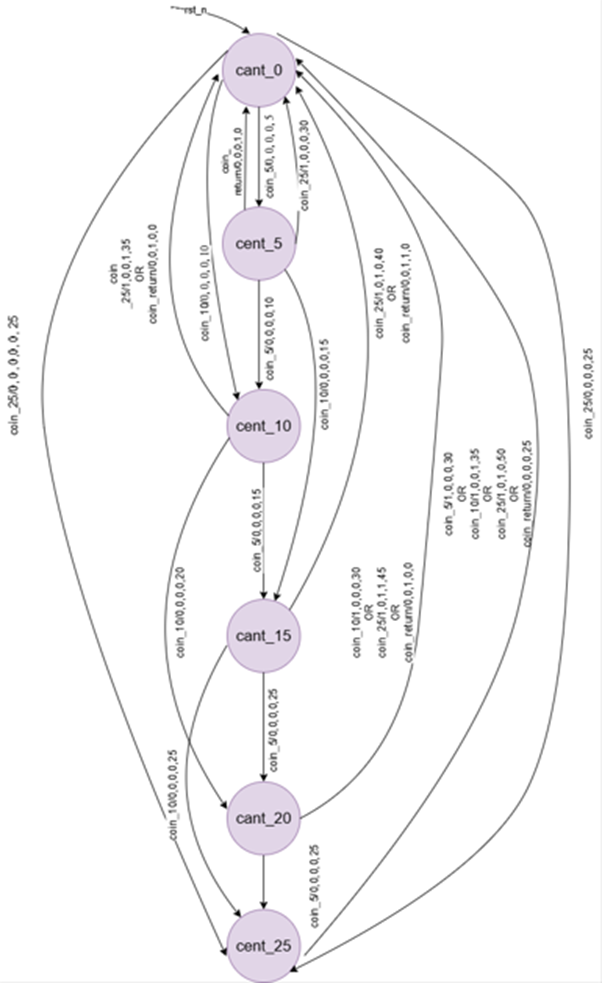 rst_n
cant_0
coin_
return/0,0,0,1,0
coin_5/0, 0, 0, 0, 5
coin_25/1,0,0,0,30
cent_5
coin
_25/1,0,0,1,35
OR
coin_return/0,0,1,0,0
coin_10/0, 0, 0, 0, 10
coin_25/1,0,1,0,40
OR
coin_return/0,0,1,1,0
coin_5/0,0,0,0,10
coin_10/0,0,0,0,15
coin_25/0, 0, 0,0,0, 25
coin_25/0,0,0,0,25
cent_10
coin_5/1,0,0,0,30
OR
coin_10/1,0,0,1,35
OR
coin_25/1,0,1,0,50
OR
coin_return/0,0,0,0,25
coin_5/0,0,0,0,15
coin_10/0,0,0,0,20
coin_10/1,0,0,0,30
OR
coin_25/1,0,1,1,45
OR
coin_return/0,0,1,0,0
cant_15
coin_5/0,0,0,0,25
coin_10/0,0,0,0,25
cant_20
coin_5/0,0,0,0,25
cent_25